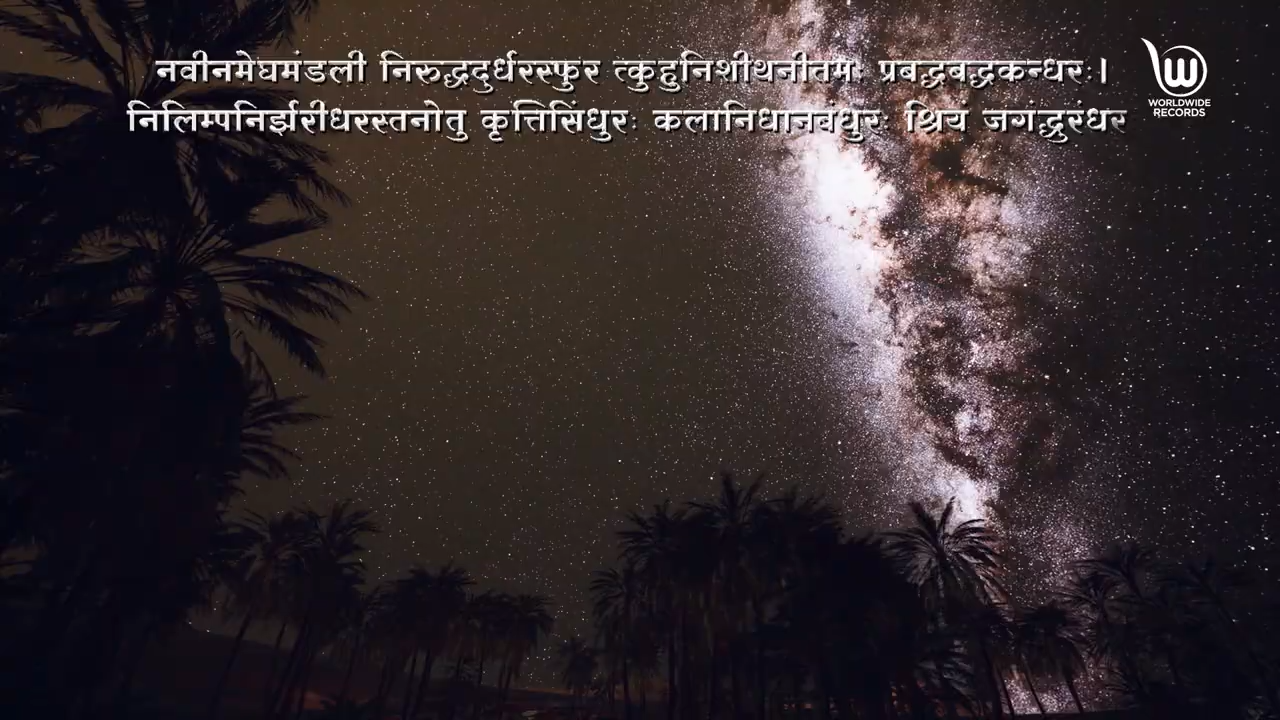 नवीनमेघमंडली निरुद्धदुर्धरस्फुर त्कुहुनिशीथनीतमः प्रबद्धबद्धकन्धरः।
निलिम्पनिर्झरीधरस्तनोतु कृत्तिसिंधुरः कलानिधानबंधुरः श्रियं जगंद्धुरंधर
WORLDWIDE
RECORDS